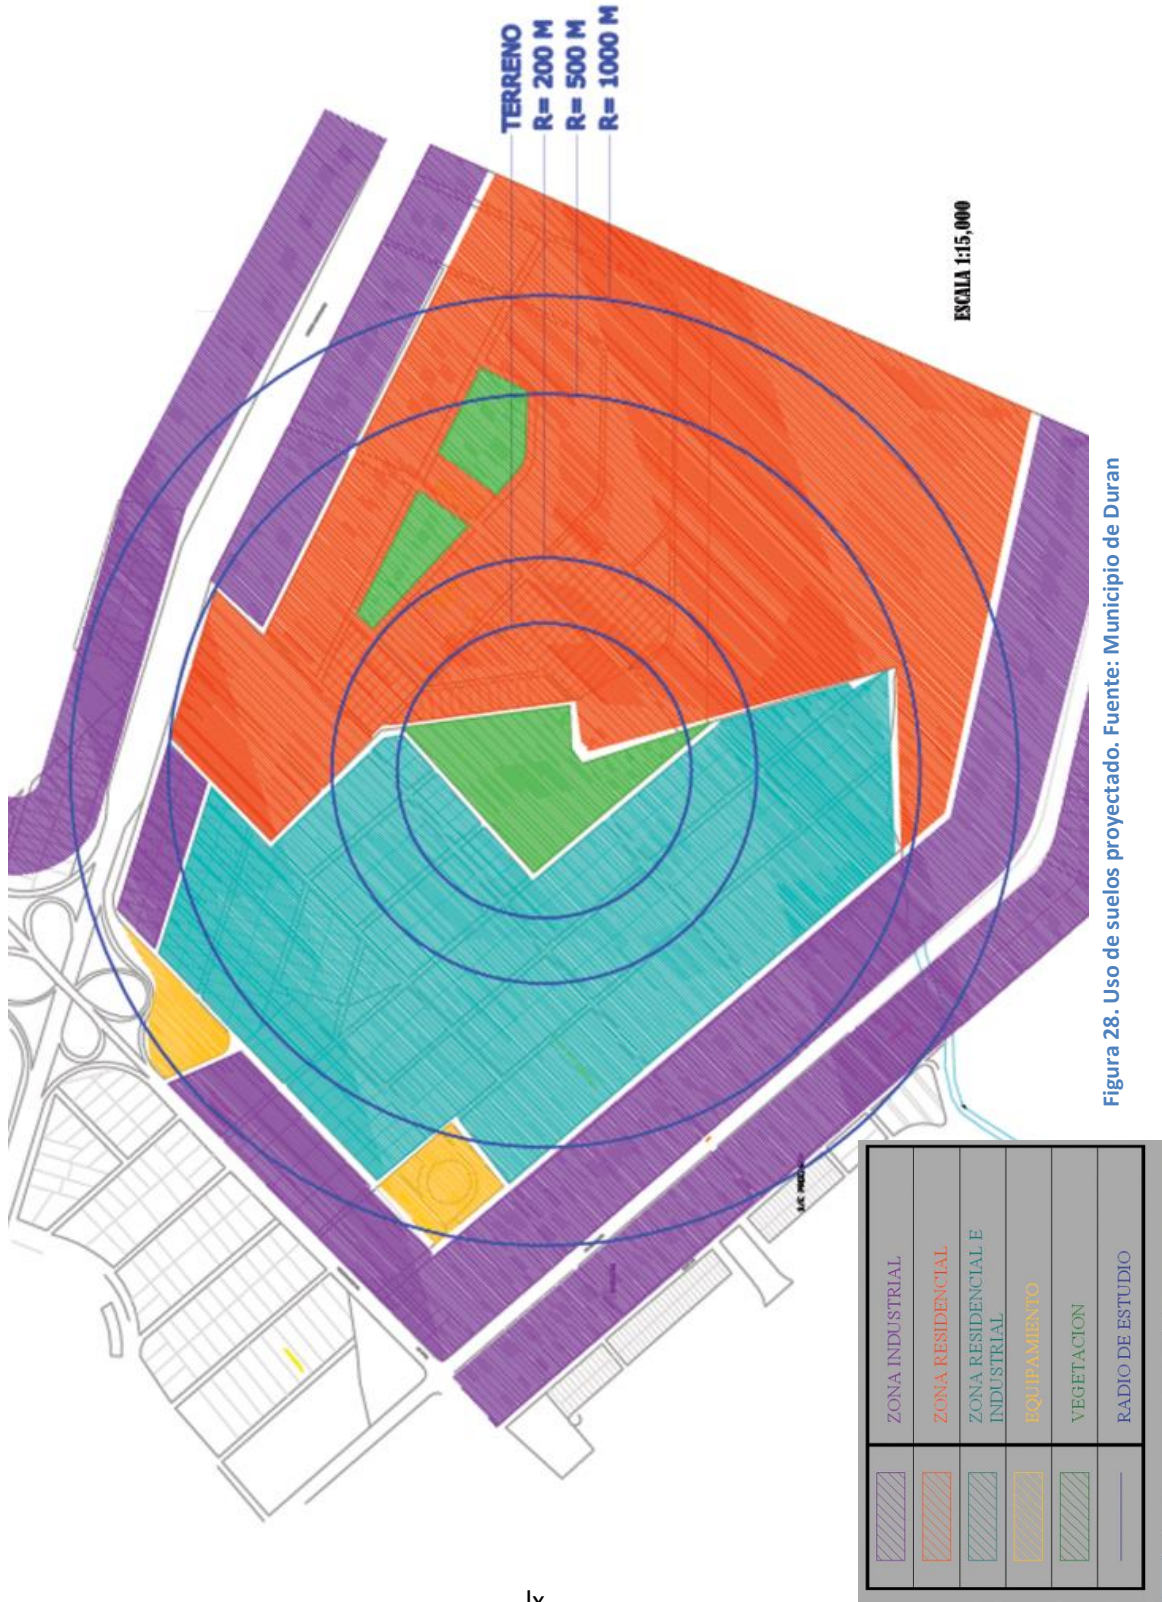 TERRENO
R= 200 M
R= 500 M
R= 1000 M
ESCALA 1:15,000
Figura 28. Uso de suelos proyectado. Fuente: Municipio de Duran
ZONA INDUSTRIAL
ZONA RESIDENCIAL
ZONA RESIDENCIAL E
INDUSTRIAL
EQUIPAMIENTO
VEGETACION
RADIO DE ESTUDIO
lx